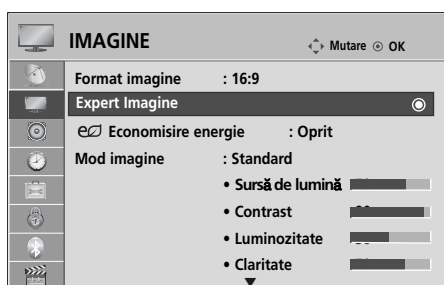 IMAGINE
Mutare OK
Format imagine : 16:9
Expert Imagine
Economisire energie : Oprit
Mod imagine : Standard
• Sursă de lumină
• Contrast
• Luminozitate
• Claritate